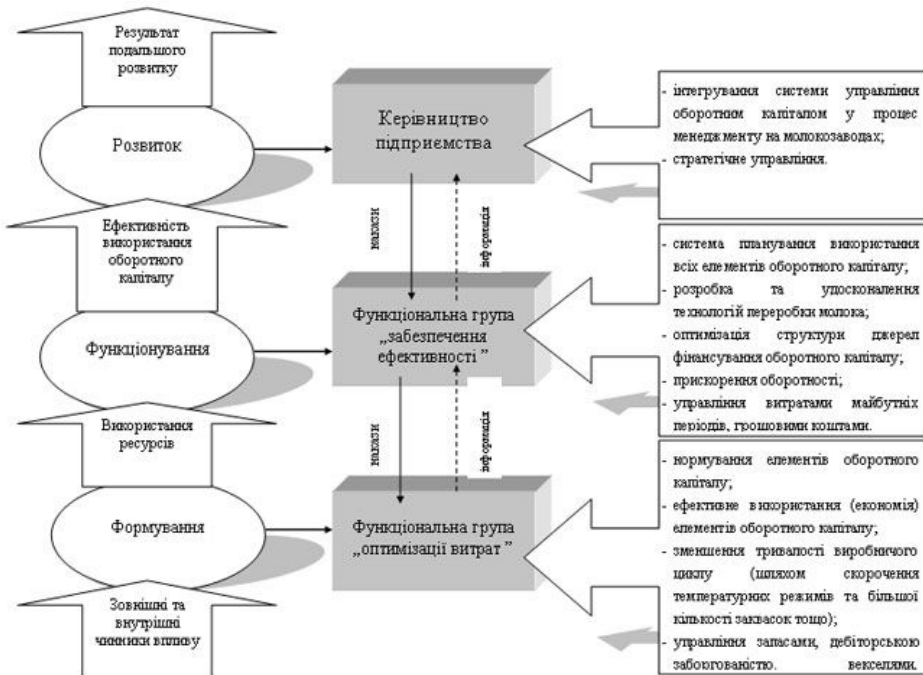 Результат
подальшого
розвитку
Розвиток
Ефективність
використання
оборотного
капіталу
Функціонування
Використання
ресурсів
Формування
Зовнішні та
внутрішні
чинники впливу
Керівництво
підприємства
накази
інформація
Функціональна група
„забезпечення
ефективності”
накази
інформація
Функціональна група
„оптимізації витрат”
- інтегрування системи управління
оборотним капіталом у процес
менеджменту на молокозаводах;
- стратегічне управління.
- система планування використання
всіх елементів оборотного капіталу;
- розробка та удосконалення
технологій переробки молока;
- оптимізація структури джерел
фінансування оборотного капіталу;
- прискорення оборотності;
- управління витратами майбутніх
періодів, грошовими коштами.
- нормування елементів оборотного
капіталу;
- ефективне використання (економія)
елементів оборотного капіталу;
- зменшення тривалості виробничого
циклу (шляхом скорочення
температурних режимів та більшої
кількості заквасок тощо);
- управління запасами, дебіторською
заборгованістю, векселями,